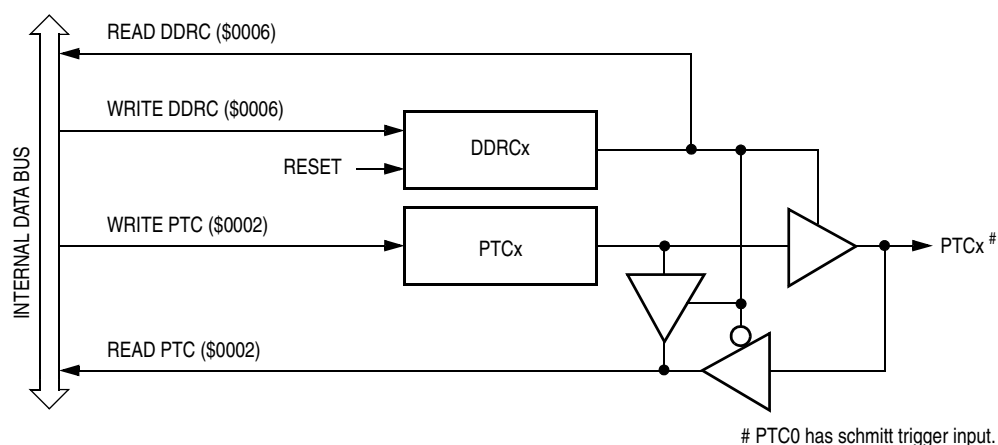 READ DDRC ($0006)
WRITE DDRC ($0006)
DDRCx
RESET
INTERNAL DATA BUS
WRITE PTC ($0002)
PTCx
PTCx #
READ PTC ($0002)
# PTC0 has schmitt trigger input.